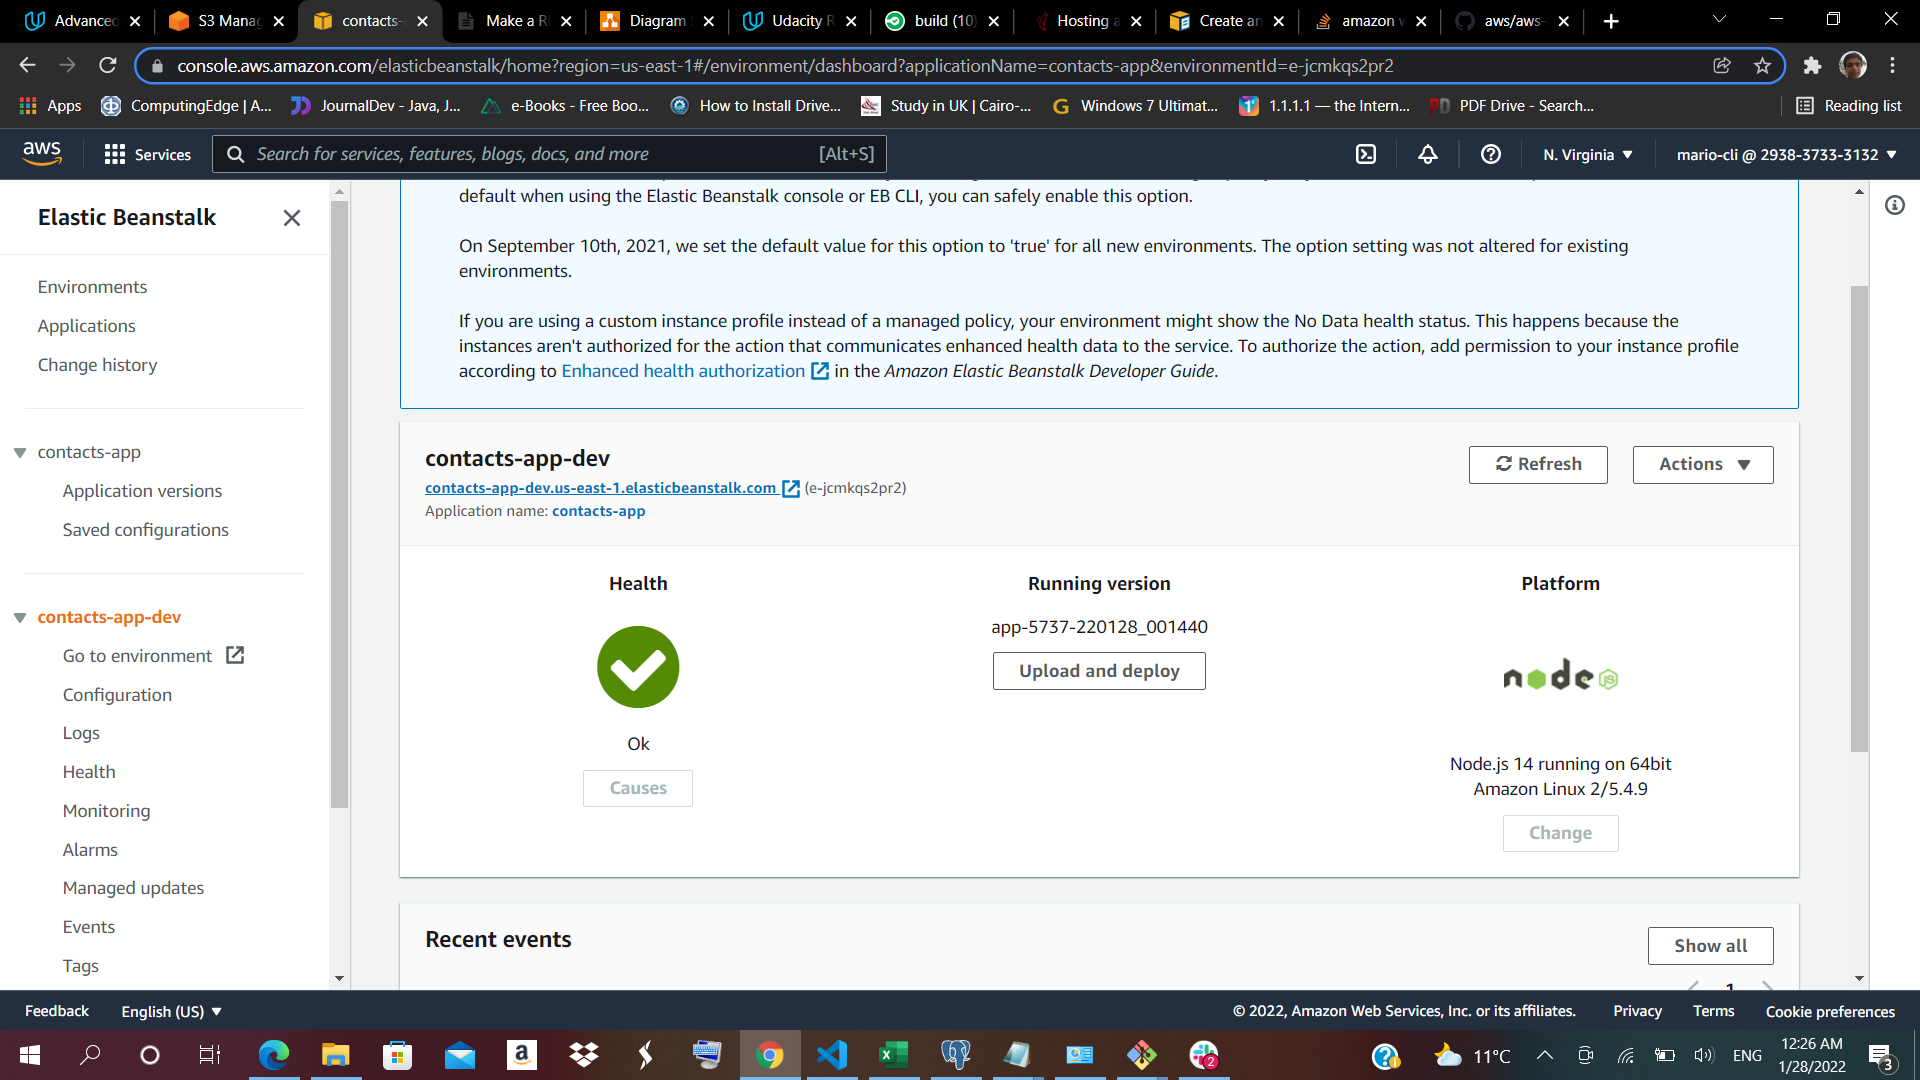 Advanced
S3 Manag
contacts-
Make a R
Diagram
Udacity R
build (10)
Hosting a
Create an
amazon w
aws/aws-
console.aws.amazon.com/elasticbeanstalk/home?region=us-east-1#/environment/dashboard?applicationName=contacts-app&environmentId=e-jcmkqs2pr2
Apps
ComputingEdge | A...
JournalDev - Java, J...
e-Books - Free Boo...
How to Install Drive...
Study in UK | Cairo-...
Windows 7 Ultimat...
1.1.1.1 — the Intern...
PDF Drive - Search...
Reading list
aws
Services
Search for services, features, blogs, docs, and more
[Alt+S]
N. Virginia
mario-cli @ 2938-3733-3132
Elastic Beanstalk
Environments
Applications
Change history
contacts-app
Application versions
Saved configurations
contacts-app-dev
Go to environment
Configuration
Logs
Health
Monitoring
Alarms
Managed updates
Events
Tags
default when using the Elastic Beanstalk console or EB CLI, you can safely enable this option.
On September 10th, 2021, we set the default value for this option to 'true' for all new environments. The option setting was not altered for existing
environments.
If you are using a custom instance profile instead of a managed policy, your environment might show the No Data health status. This happens because the
instances aren't authorized for the action that communicates enhanced health data to the service. To authorize the action, add permission to your instance profile
according to Enhanced health authorization in the Amazon Elastic Beanstalk Developer Guide.
contacts-app-dev
contacts-app-dev.us-east-1.elasticbeanstalk.com (e-jcmkqs2pr2)
Application name: contacts-app
Refresh
Actions
Health
Ok
Causes
Running version
app-5737-220128_001440
Upload and deploy
Platform
node JS
Node.js 14 running on 64bit
Amazon Linux 2/5.4.9
Change
Recent events
Show all
1
Feedback
English (US)
© 2022, Amazon Web Services, Inc. or its affiliates.
Privacy
Terms
Cookie preferences
11°C
ENG
12:26 AM
1/28/2022
2
3